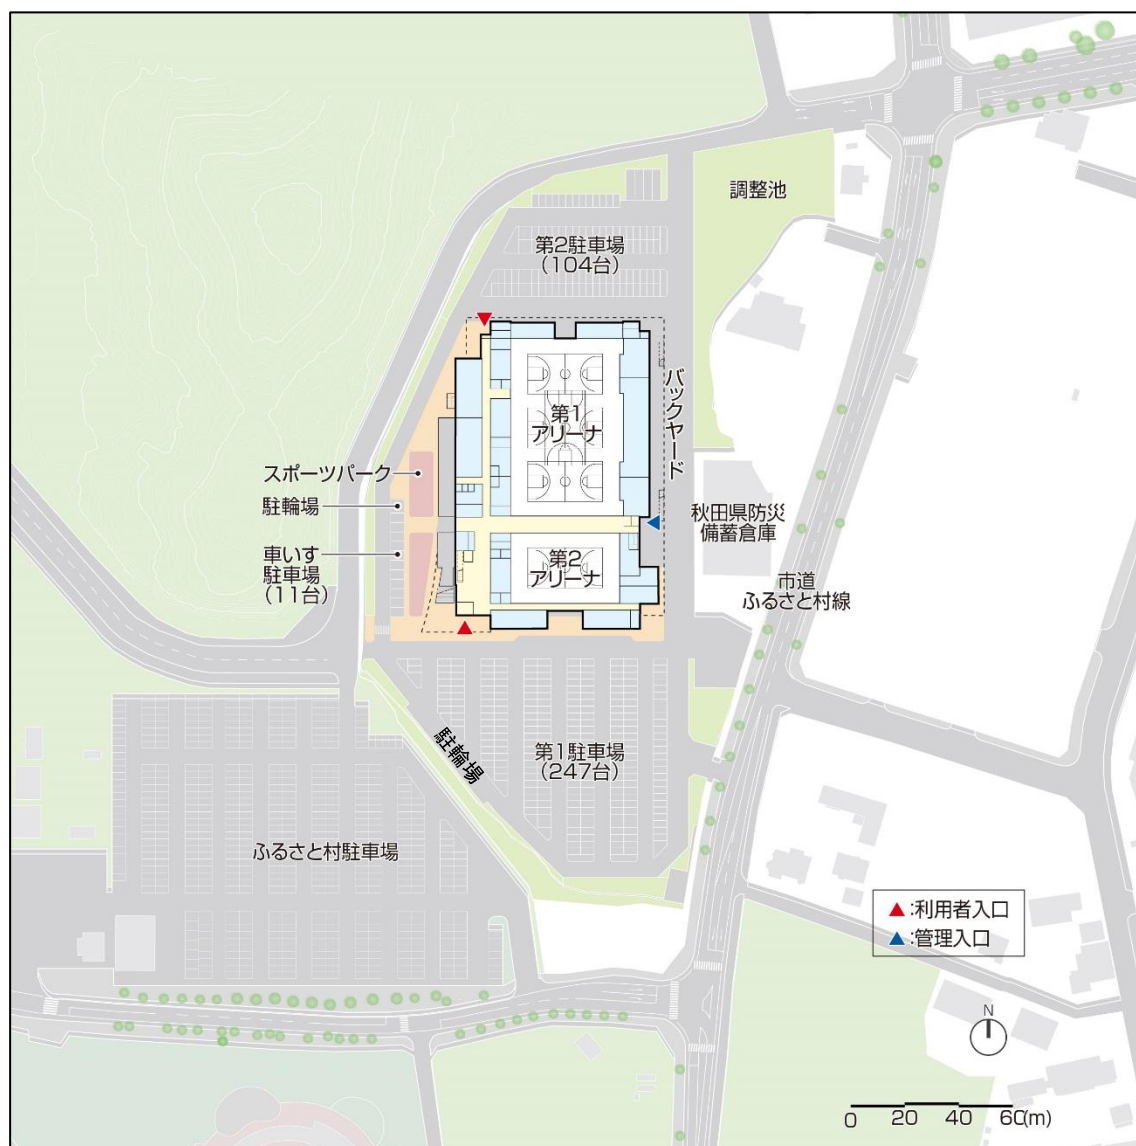 調整池
第2駐車場
(104台)
バックヤード
第1
アリーナ
スポーツパーク
駐輪場
秋田県防災
備蓄倉庫
車いす
駐車場
(11台)
第2
アリーナ
市道
ふるさと村線
駐輪場
第1駐車場
(247台)
ふるさと村駐車場
▲:利用者入口
▲:管理入口
N
0 20 40 60(m)